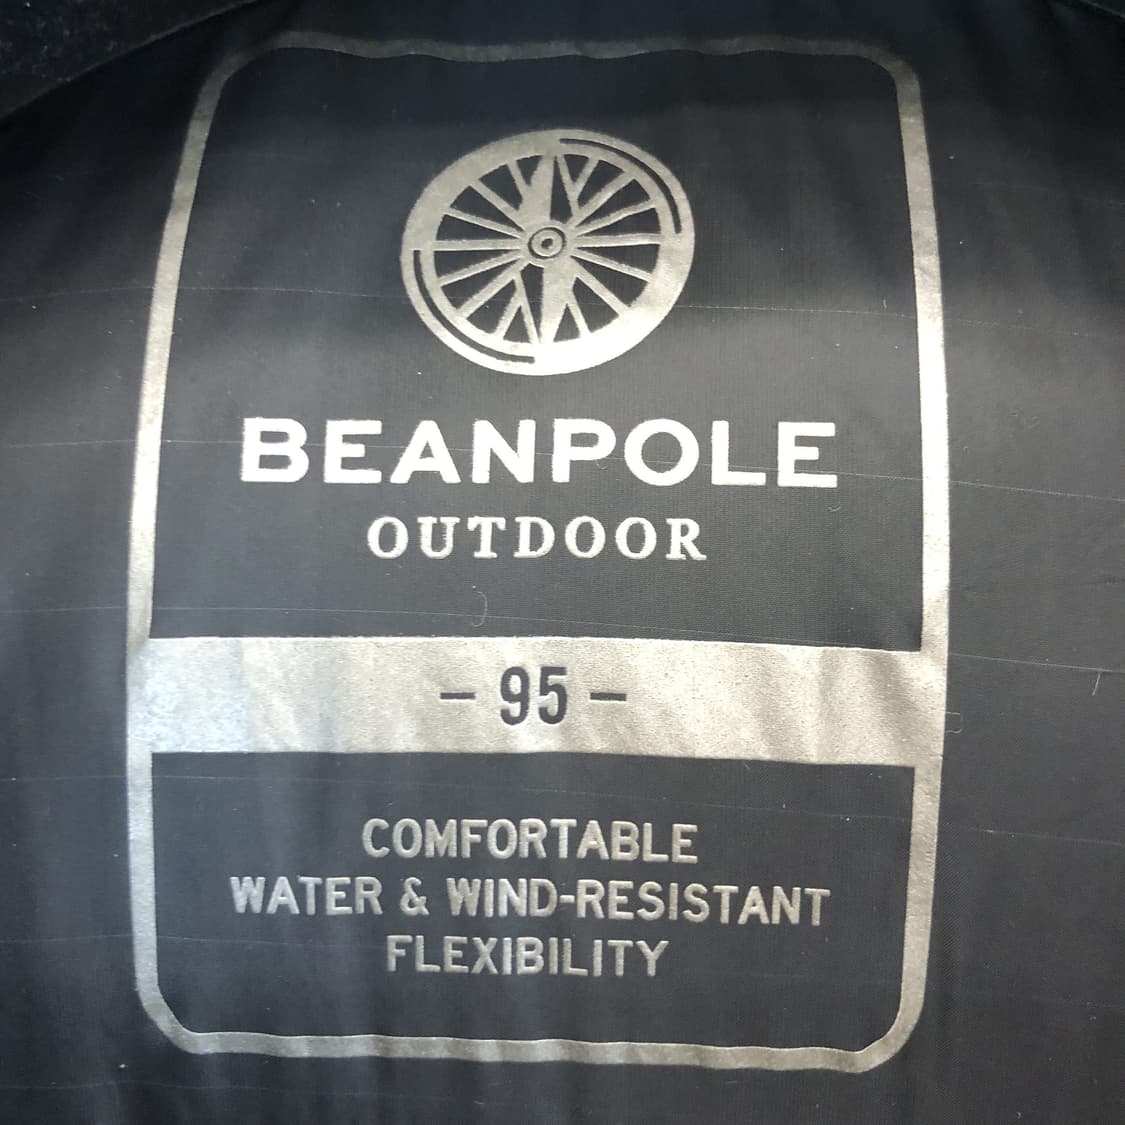 BEANPOLE
OUTDOOR
- 95 -
COMFORTABLE
WATER & WIND-RESISTANT
FLEXIBILITY